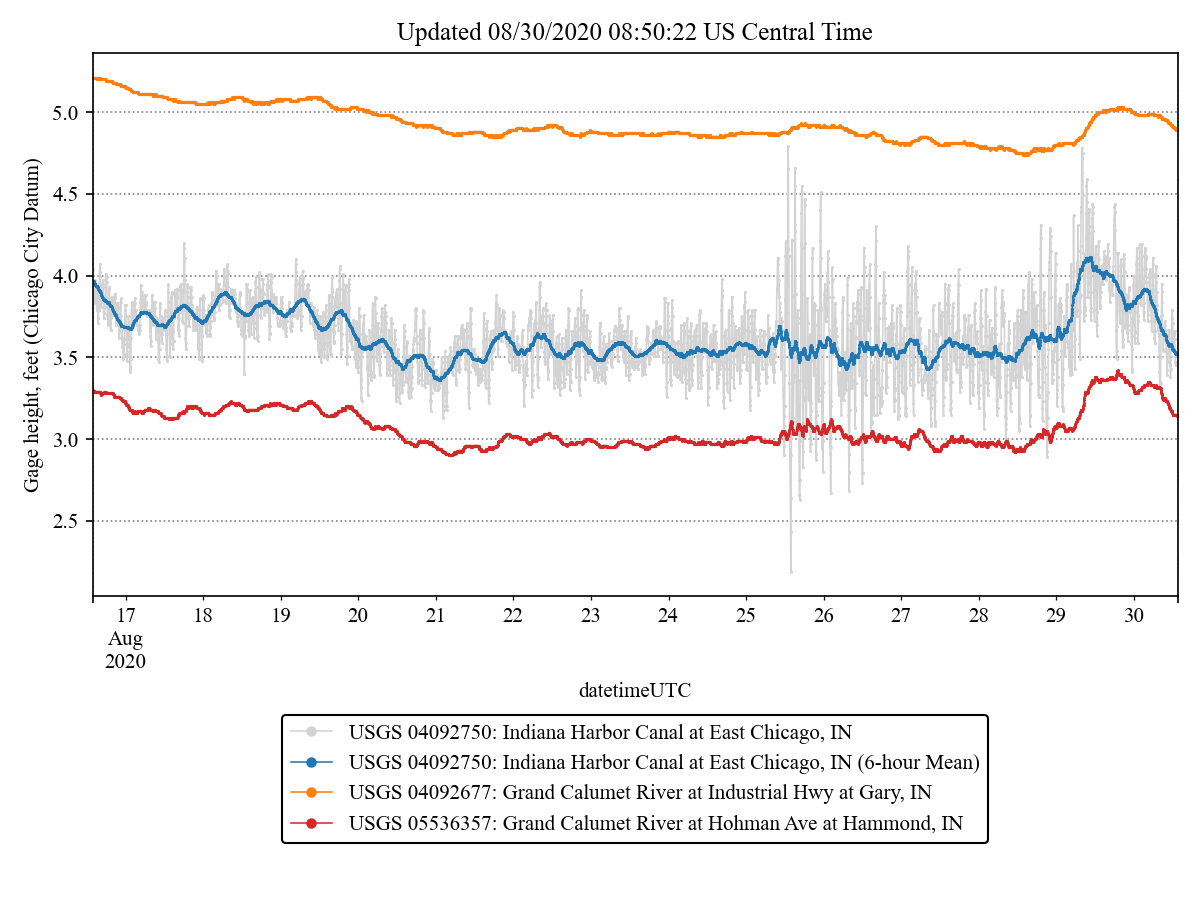 Updated 08/30/2020 08:50:22 US Central Time
Gage height, feet (Chicago City Datum)
5.0
4.5
4.0
3.5
3.0
2.5
17 18 19 20 21 22 23 24 25 26 27 28 29 30
Aug
2020
datetimeUTC
USGS 04092750: Indiana Harbor Canal at East Chicago, IN
USGS 04092750: Indiana Harbor Canal at East Chicago, IN (6-hour Mean)
USGS 04092677: Grand Calumet River at Industrial Hwy at Gary, IN
USGS 05536357: Grand Calumet River at Hohman Ave at Hammond, IN